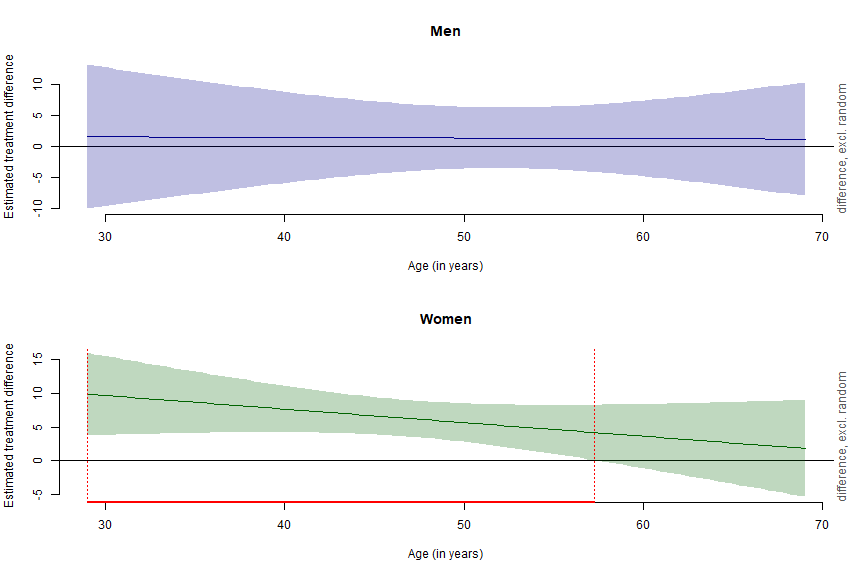 Men
Estimated treatment difference
10
5
0
-5
-10
30
40
50
60
70
Age (in years)
difference, excl. random
Women
Estimated treatment difference
15
10
5
0
-5
30
40
50
60
70
Age (in years)
difference, excl. random